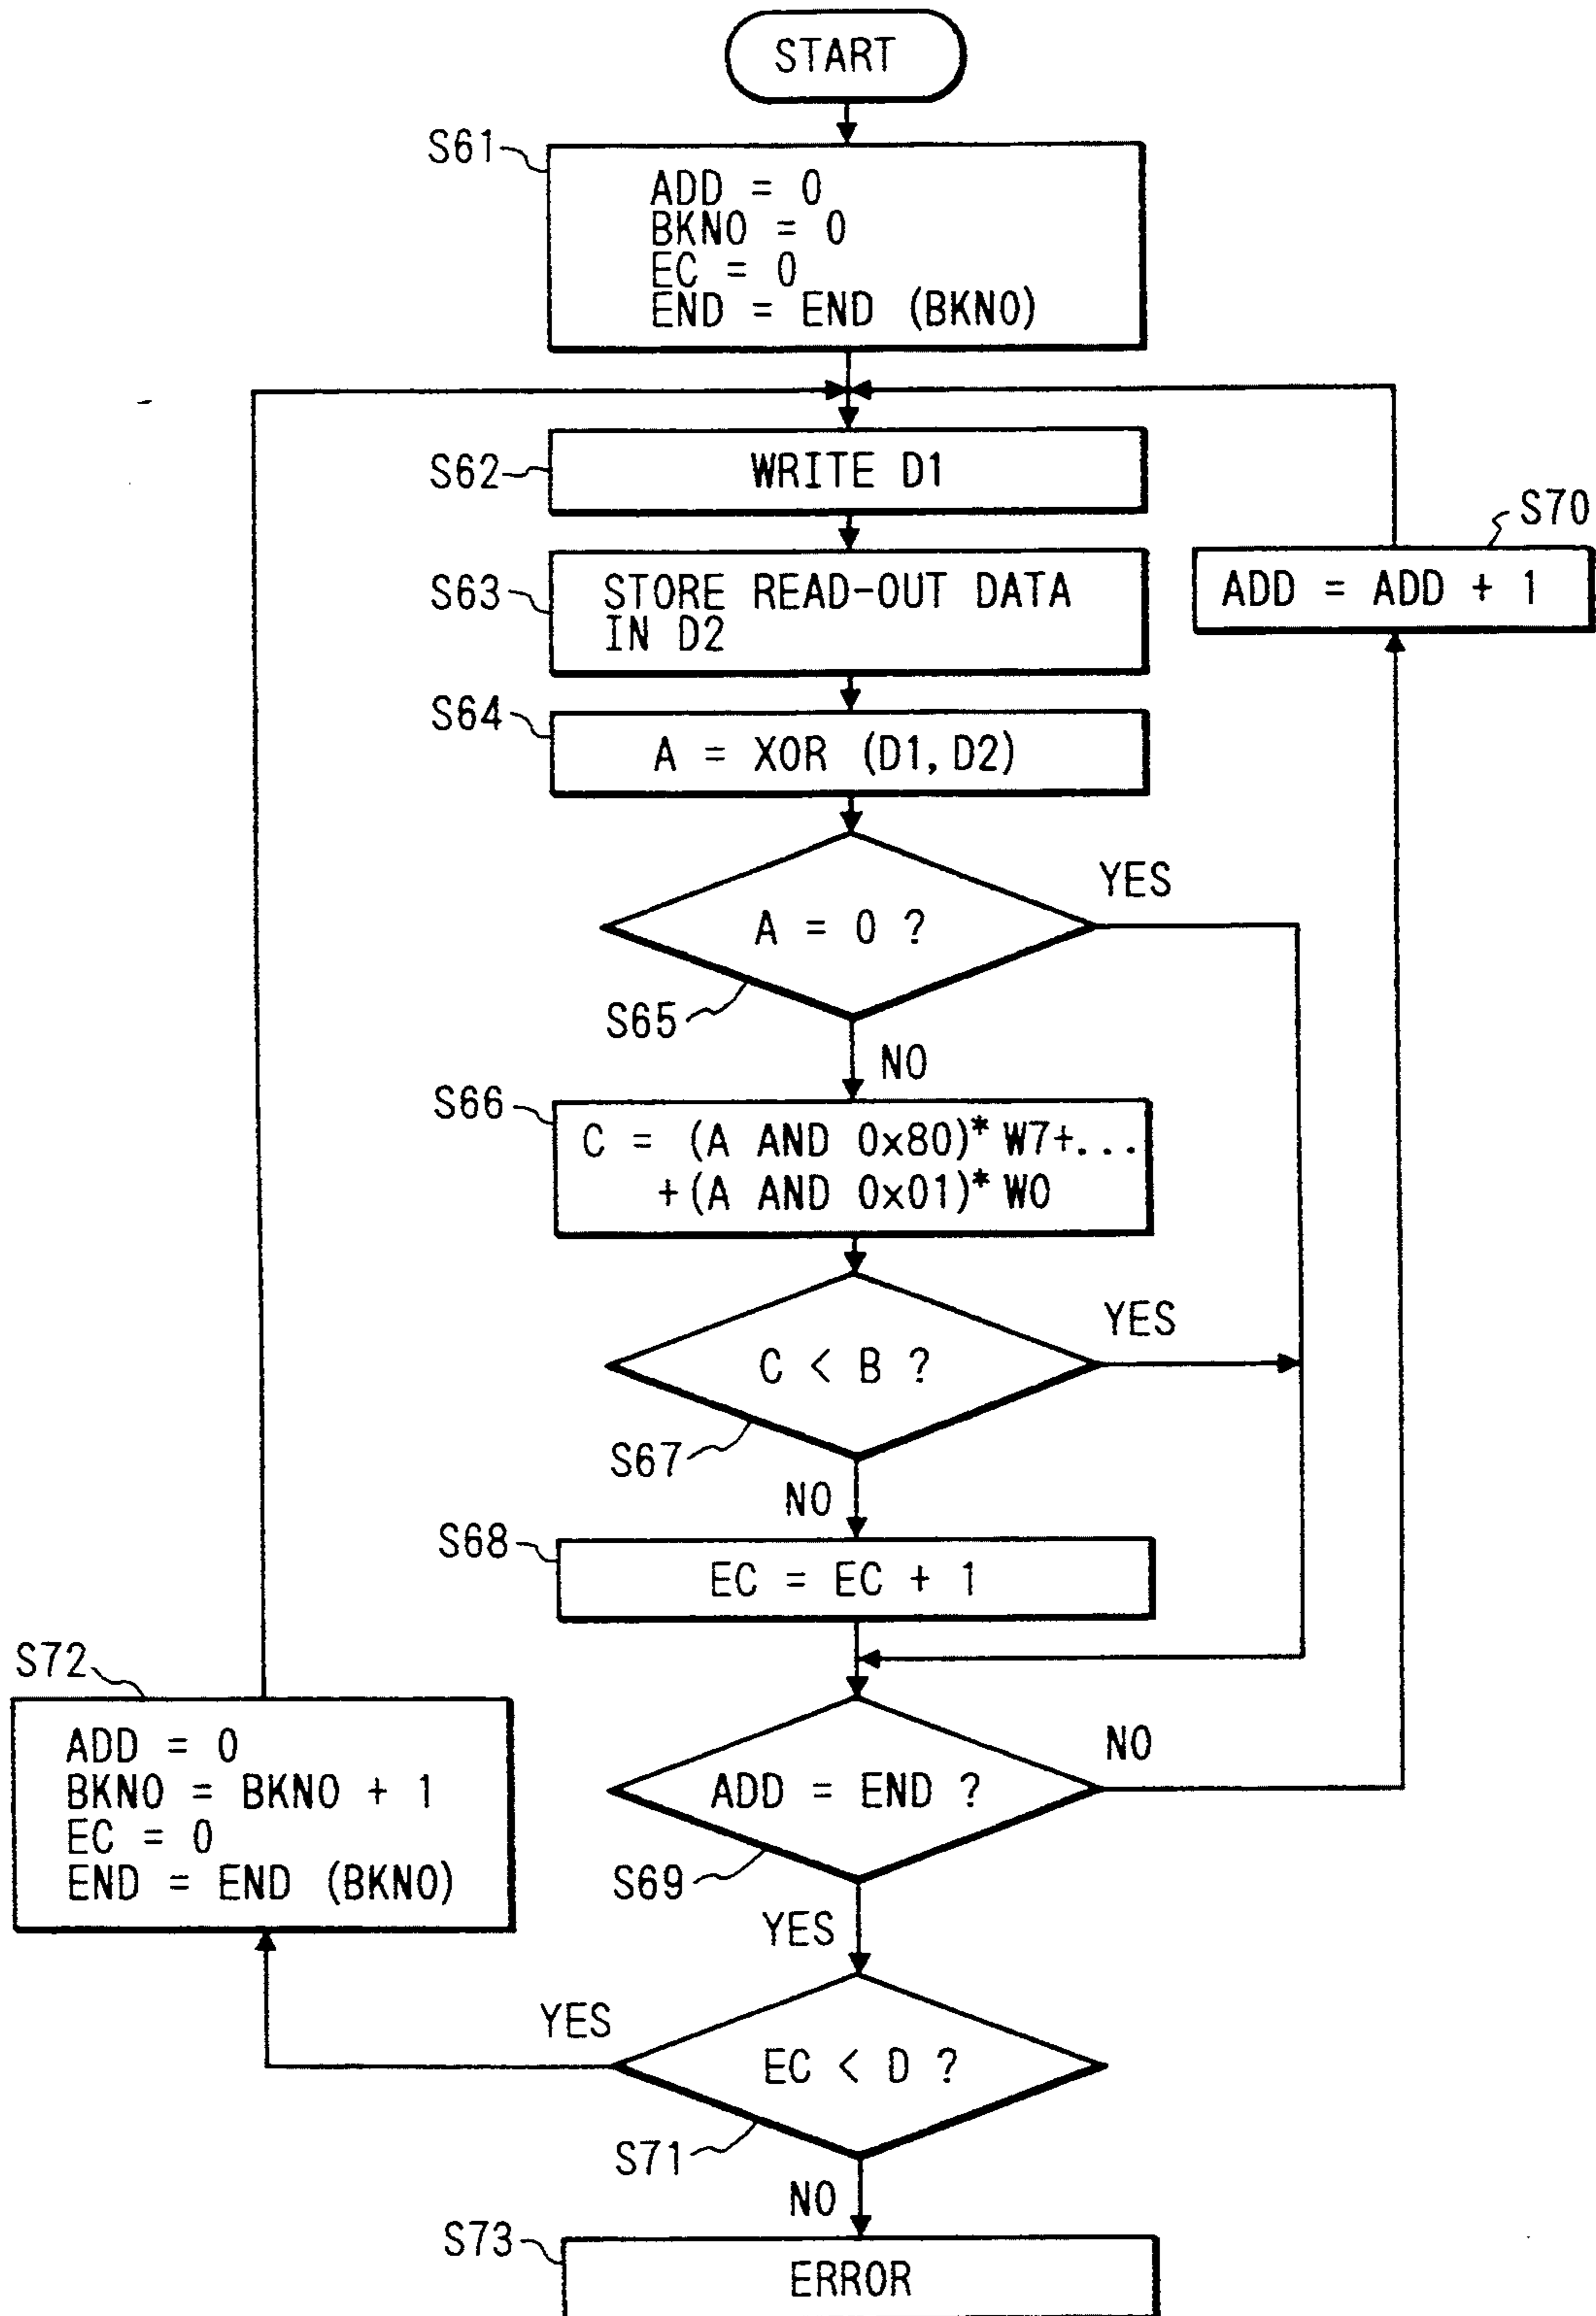 START
S61
ADD = 0
BKNO = 0
EC = 0
END = END (BKNO)
S62
WRITE D1
S70
ADD = ADD + 1
S63
STORE READ-OUT DATA
IN D2
S64
A = XOR (D1, D2)
YES
A = 0 ?
S65
NO
S66
C = (A AND 0x80)* W7+...
+(A AND 0x01)* W0
YES
C < B ?
S67
NO
S68
EC = EC + 1
S72
ADD = 0
BKNO = BKNO + 1
EC = 0
END = END (BKNO)
NO
ADD = END ?
S69
YES
YES
EC < D ?
S71
NO
S73
ERROR